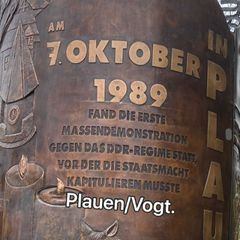 AM
7. OKTOBER
1989
FAND DIE ERSTE
MASSENDEMONSTRATION
GEGEN DAS DDR-REGIME STATT,
VOR DER DIE STAATSMACHT
KAPITULIEREN MUSSTE
IN PLAU
Plauen/Vogt.